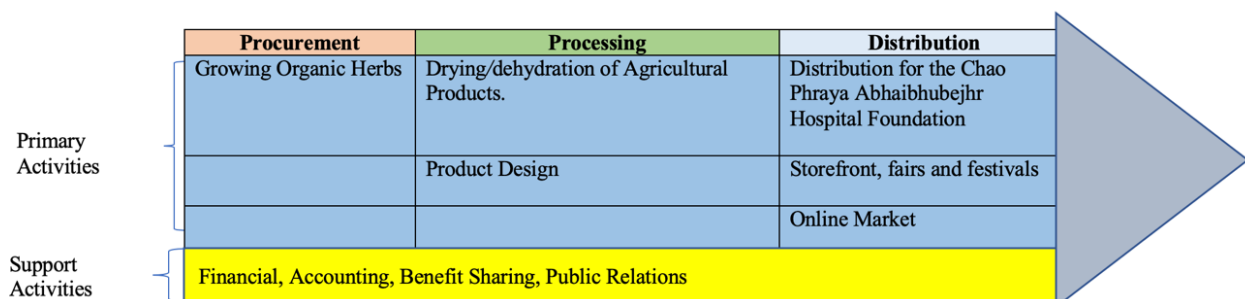 Procurement
Processing
Distribution
Primary
Activities
Growing Organic Herbs
Drying/dehydration of Agricultural
Products.
Distribution for the Chao
Phraya Abhaibhubejhr
Hospital Foundation
Product Design
Storefront, fairs and festivals
Online Market
Support
Activities
Financial, Accounting, Benefit Sharing, Public Relations